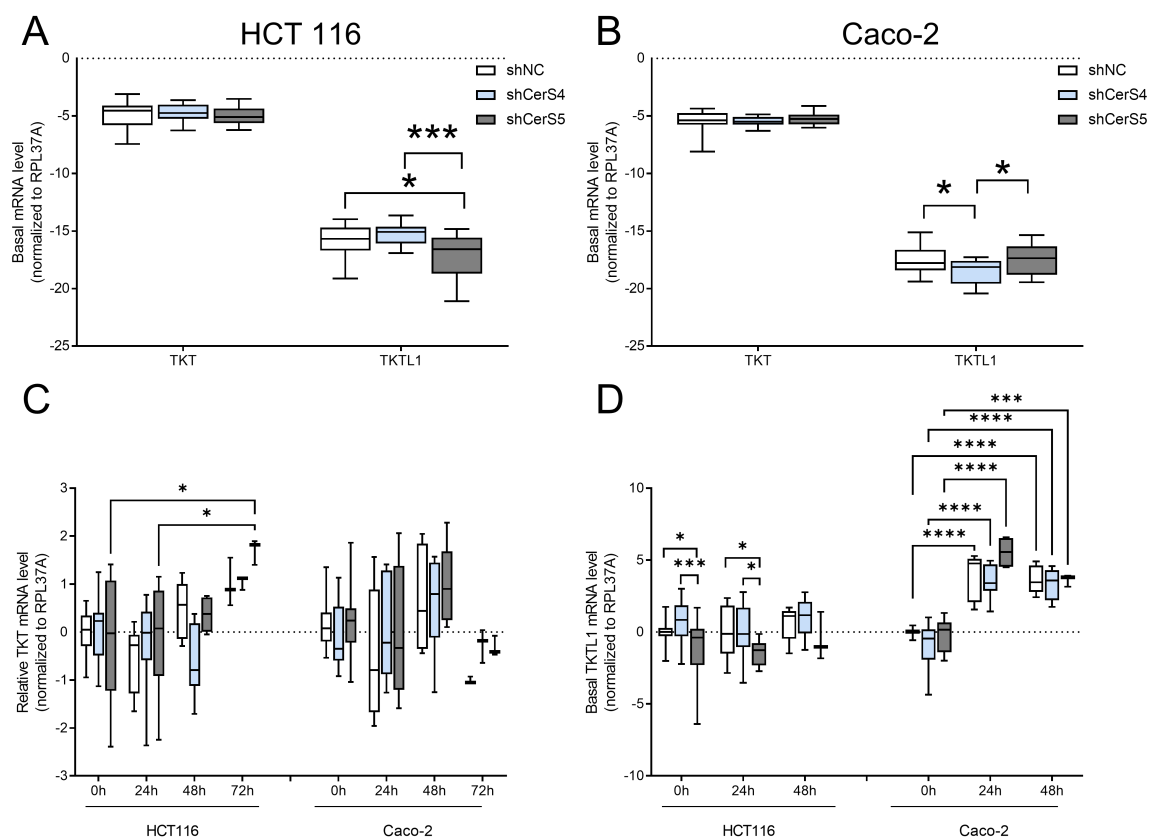 A
HCT 116
0
-5
-10
-15
-20
-25
Basal mRNA level
(normalized to RPL37A)
shNC
shCerS4
shCerS5
***
*
TKT
TKTL1
B
Caco-2
0
-5
-10
-15
-20
-25
Basal mRNA level
(normalized to RPL37A)
shNC
shCerS4
shCerS5
*
*
TKT
TKTL1
C
3
2
1
0
-1
-2
-3
Relative TKT mRNA level
(normalized to RPL37A)
*
*
0h 24h 48h 72h 0h 24h 48h 72h
HCT116 Caco-2
D
10
5
0
-5
-10
Basal TKTL1 mRNA level
(normalized to RPL37A)
***
****
****
****
****
****
*
***
*
*
0h 24h 48h 0h 24h 48h
HCT116 Caco-2